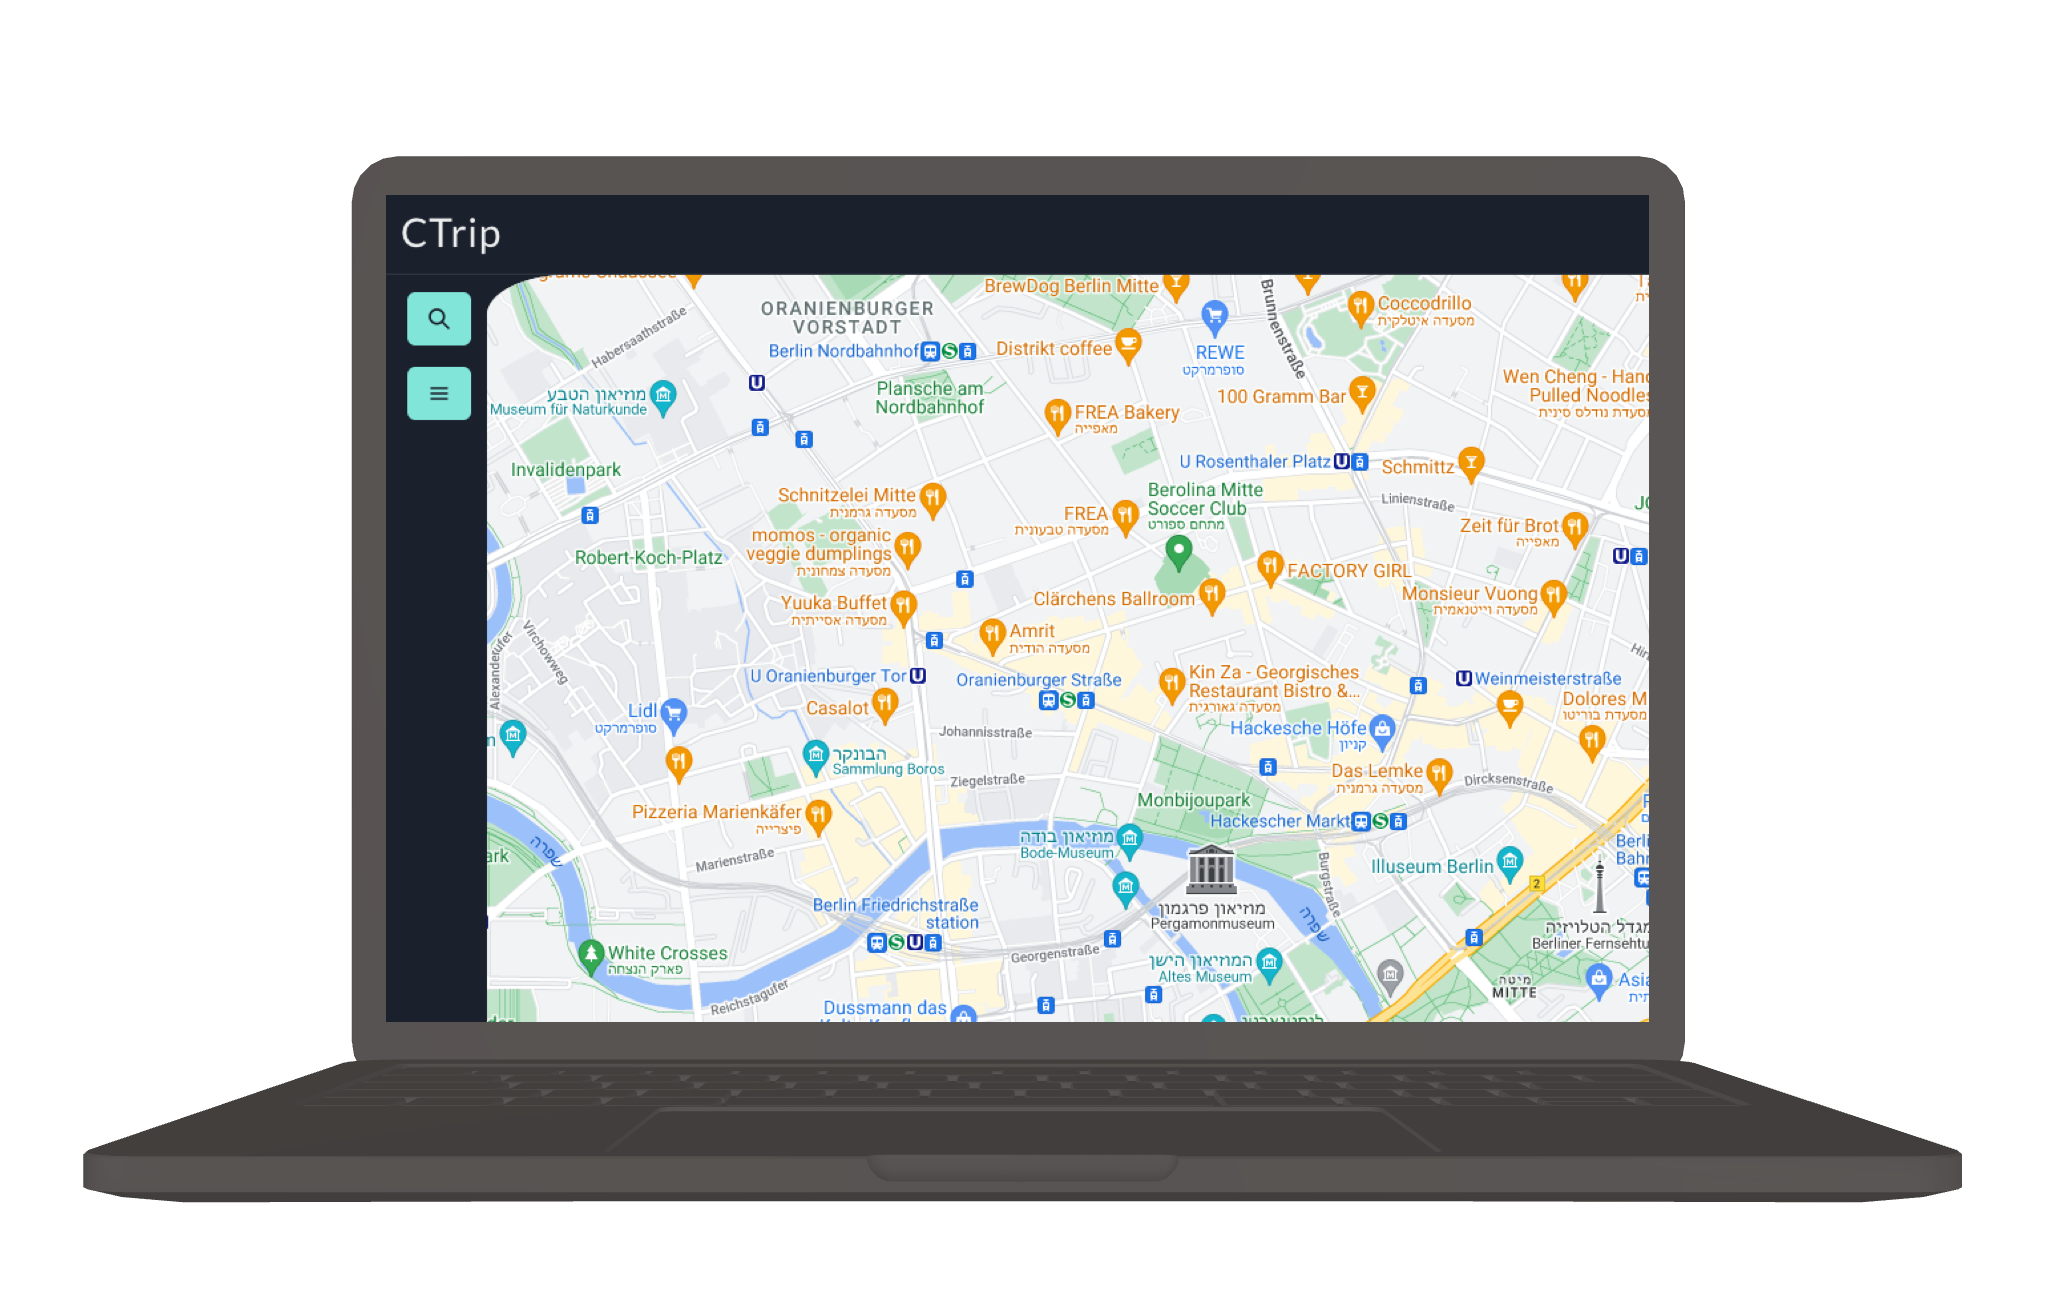 CTrip
BrewDog Berlin Mitte
ORANIENBURGER
VORSTADT
Berlin Nordbahnhof
Habersaathstraße
Brunnenstraße
Coccodrillo
מסעדה איטלקית
REWE
סופרמרקט
Distrikt coffee
Plansche am
Nordbahnhof
מוזיאון הטבע
Museum für Naturkunde
FREA Bakery
מאפייה
100 Gramm Bar
Wen Cheng - Hand
Pulled Noodles
מסעדת נודלס סינית
Invalidenpark
U Rosenthaler Platz
Schmittz
Linienstraße
Schnitzelei Mitte
מסעדה גרמנית
Berolina Mitte
Soccer Club
מתחם ספורט
FREA
מסעדה טבעונית
Zeit für Brot
מאפייה
momos - organic
veggie dumplings
מסעדה צמחונית
Robert-Koch-Platz
FACTORY GIRL
Yuuka Buffet
מסעדה אסייתית
Clärchens Ballroom
Monsieur Vuong
מסעדה וייטנאמית
Virchowweg
Alexanderufer
Amrit
מסעדה הודית
U Oranienburger Tor
Oranienburger Straße
Kin Za - Georgisches
Restaurant Bistro &...
מסעדה גאורגית
Weinmeisterstraße
Dolores M
מסעדת בוריטו
Lidl
סופרמרקט
Casalot
Johannisstraße
Hackesche Höfe
קניון
הבונקר
Sammlung Boros
Ziegelstraße
Das Lemke
מסעדה גרמנית
Dircksenstraße
Monbijoupark
Hackescher Markt
Pizzeria Marienkäfer
פיצרייה
מוזיאון בודה
Bode-Museum
שפרה
Marienstraße
Burgstraße
Illuseum Berlin
2
Berlin Friedrichstraße
station
מוזיאון פרגמון
Pergamonmuseum
שפרה
מגדל הטלוויזיה
Berliner Fernsehtu
White Crosses
פארק הנצחה
Georgenstraße
המוזיאון הישן
Altes Museum
מיטה
MITTE
Reichstagufer
Dussmann das